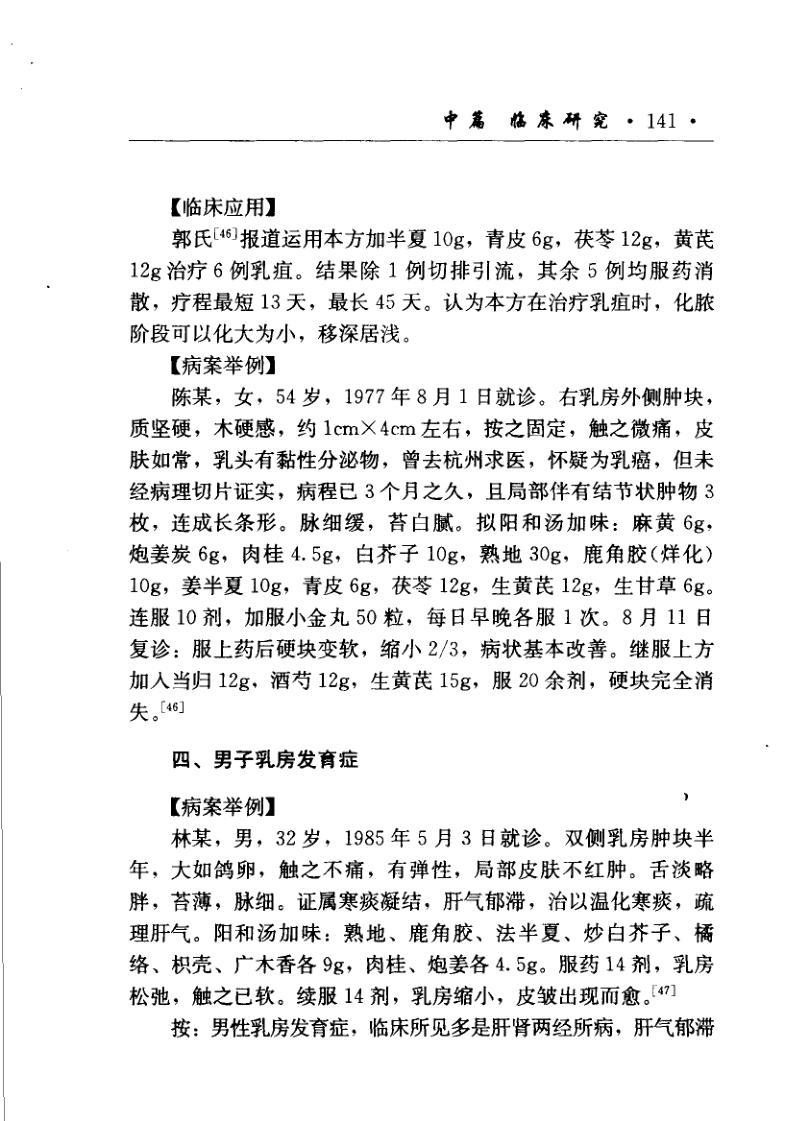 中篇 临床研究 · 141 ·
【临床应用】
郭氏[46]报道运用本方加半夏 10g，青皮 6g，茯苓 12g，黄芪
12g 治疗 6 例乳疽。结果除 1 例切排引流，其余 5 例均服药消
散，疗程最短 13 天，最长 45 天。认为本方在治疗乳疽时，化脓
阶段可以化大为小，移深居浅。
【病案举例】
陈某，女，54 岁，1977 年 8 月 1 日就诊。右乳房外侧肿块，
质坚硬，木硬感，约 1cm×4cm 左右，按之固定，触之微痛，皮
肤如常，乳头有黏性分泌物，曾去杭州求医，怀疑为乳癌，但未
经病理切片证实，病程已 3 个月之久，且局部伴有结节状肿物 3
枚，连成长条形。脉细缓，苔白腻。拟阳和汤加味：麻黄 6g，
炮姜炭 6g，肉桂 4.5g，白芥子 10g，熟地 30g，鹿角胶（烊化）
10g，姜半夏 10g，青皮 6g，茯苓 12g，生黄芪 12g，生甘草 6g。
连服 10 剂，加服小金丸 50 粒，每日早晚各服 1 次。8 月 11 日
复诊：服上药后硬块变软，缩小 2/3，病状基本改善。继服上方
加入当归 12g，酒芍 12g，生黄芪 15g，服 20 余剂，硬块完全消
失。[46]
四、男子乳房发育症
【病案举例】
林某，男，32 岁，1985 年 5 月 3 日就诊。双侧乳房肿块半
年，大如鸽卵，触之不痛，有弹性，局部皮肤不红肿。舌淡略
胖，苔薄，脉细。证属寒痰凝结，肝气郁滞，治以温化寒痰，疏
理肝气。阳和汤加味：熟地、鹿角胶、法半夏、炒白芥子、橘
络、枳壳、广木香各 9g，肉桂、炮姜各 4.5g。服药 14 剂，乳房
松弛，触之已软。续服 14 剂，乳房缩小，皮皱出现而愈。[47]
按：男性乳房发育症，临床所见多是肝肾两经所病，肝气郁滞